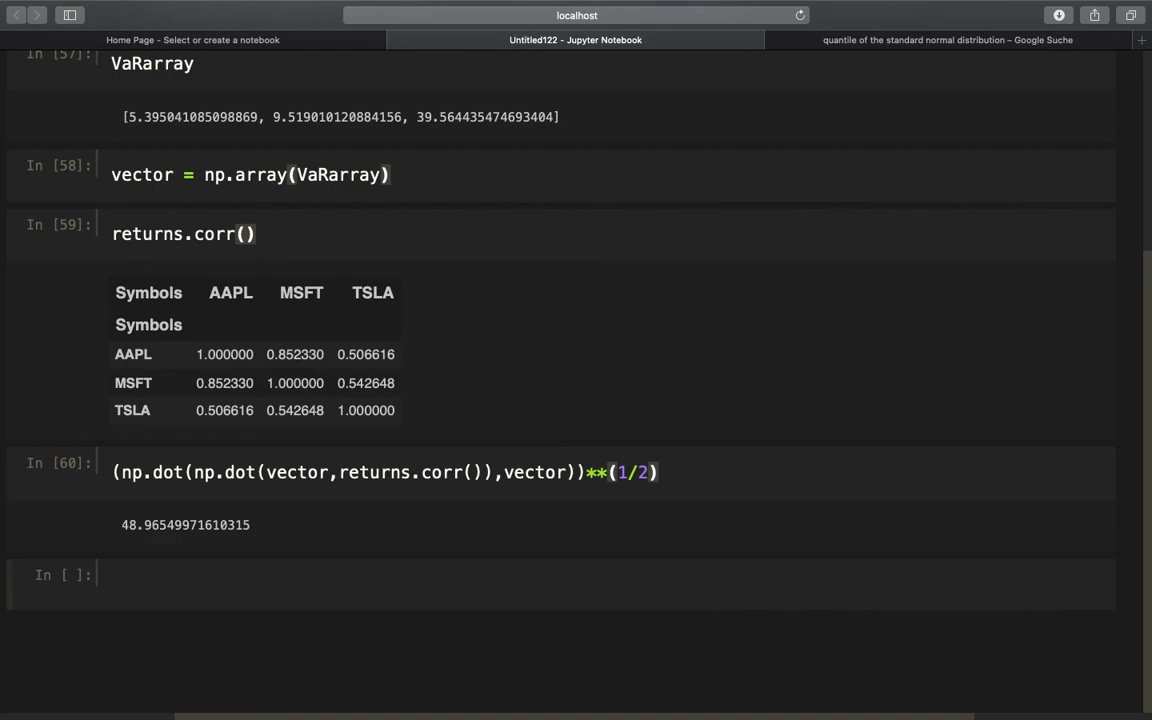 localhost
Home Page - Select or create a notebook
Untitled122 - Jupyter Notebook
quantile of the standard normal distribution – Google Suche
In [57]: VaRarray
[5.395041085098869, 9.519010120884156, 39.564435474693404]
In [58]: vector = np.array(VaRarray)
In [59]: returns.corr()
Symbols AAPL MSFT TSLA
Symbols
AAPL 1.000000 0.852330 0.506616
MSFT 0.852330 1.000000 0.542648
TSLA 0.506616 0.542648 1.000000
In [60]: (np.dot(np.dot(vector,returns.corr()),vector))**(1/2)
48.96549971610315
In [ ]: